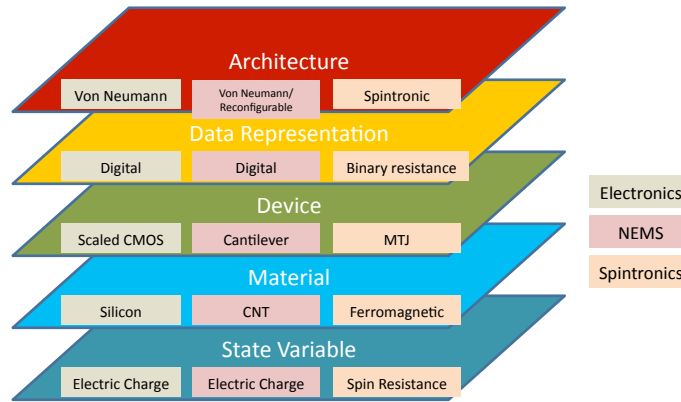 Architecture
Von Neumann
Von Neumann/
Reconfigurable
Spintronic
Data Representation
Digital
Digital
Binary resistance
Device
Scaled CMOS
Cantilever
MTJ
Material
Silicon
CNT
Ferromagnetic
State Variable
Electric Charge
Electric Charge
Spin Resistance
Electronics
NEMS
Spintronics